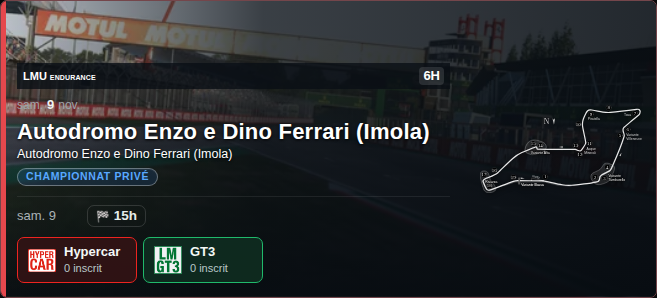 MOTUL MOTUL
LMU ENDURANCE
6H
sam. 9 nov.
Autodromo Enzo e Dino Ferrari (Imola)
Autodromo Enzo e Dino Ferrari (Imola)
CHAMPIONNAT PRIVÉ
sam. 9
15h
HYPER CAR
Hypercar
0 inscrit
LM GT3
GT3
0 inscrit
N